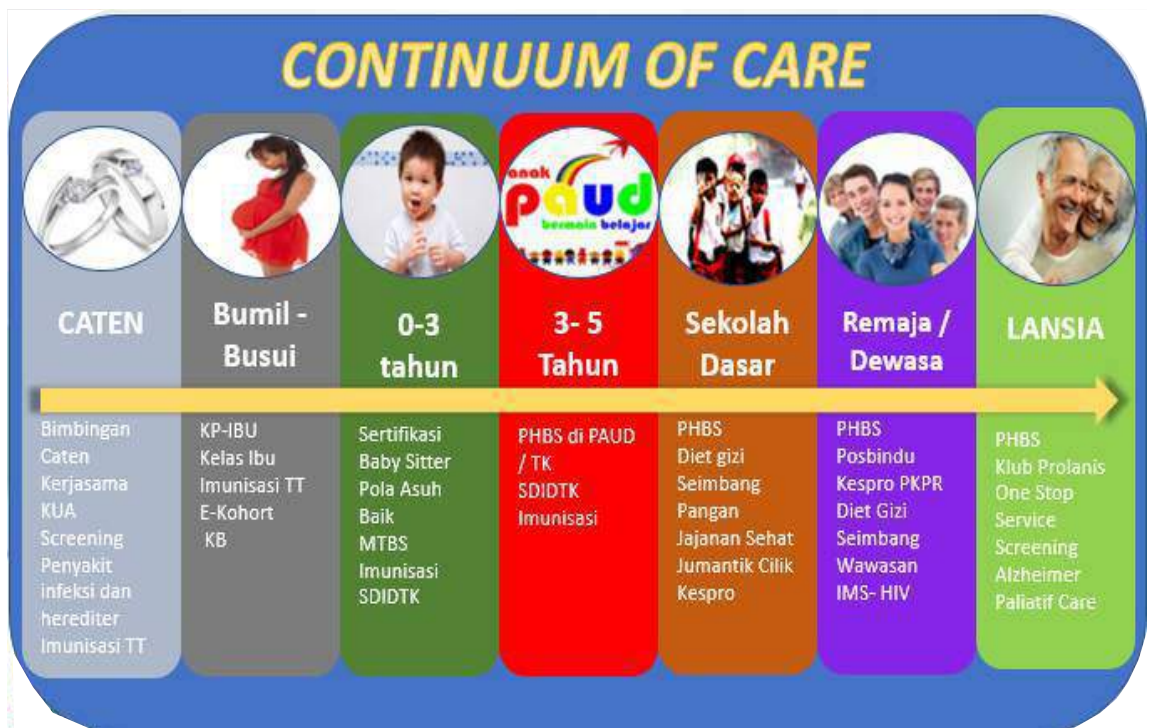 CONTINUUM OF CARE
anak
paud
bermain belajar
CATEN
Bumil -
Busui
0-3
tahun
3- 5
Tahun
Sekolah
Dasar
Remaja /
Dewasa
LANSIA
Bimbingan
Caten
Kerjasama
KUA
Screening
Penyakit
infeksi dan
herediter
Imunisasi TT
KP-IBU
Kelas Ibu
Imunisasi TT
E-Kohort
KB
Sertifikasi
Baby Sitter
Pola Asuh
Baik
MTBS
Imunisasi
SDIDTK
PHBS di PAUD
/ TK
SDIDTK
Imunisasi
PHBS
Diet gizi
Seimbang
Pangan
Jajanan Sehat
Jumantik Cilik
Kespro
PHBS
Posbindu
Kespro PKPR
Diet Gizi
Seimbang
Wawasan
IMS- HIV
PHBS
Klub Prolanis
One Stop
Service
Screening
Alzheimer
Paliatif Care